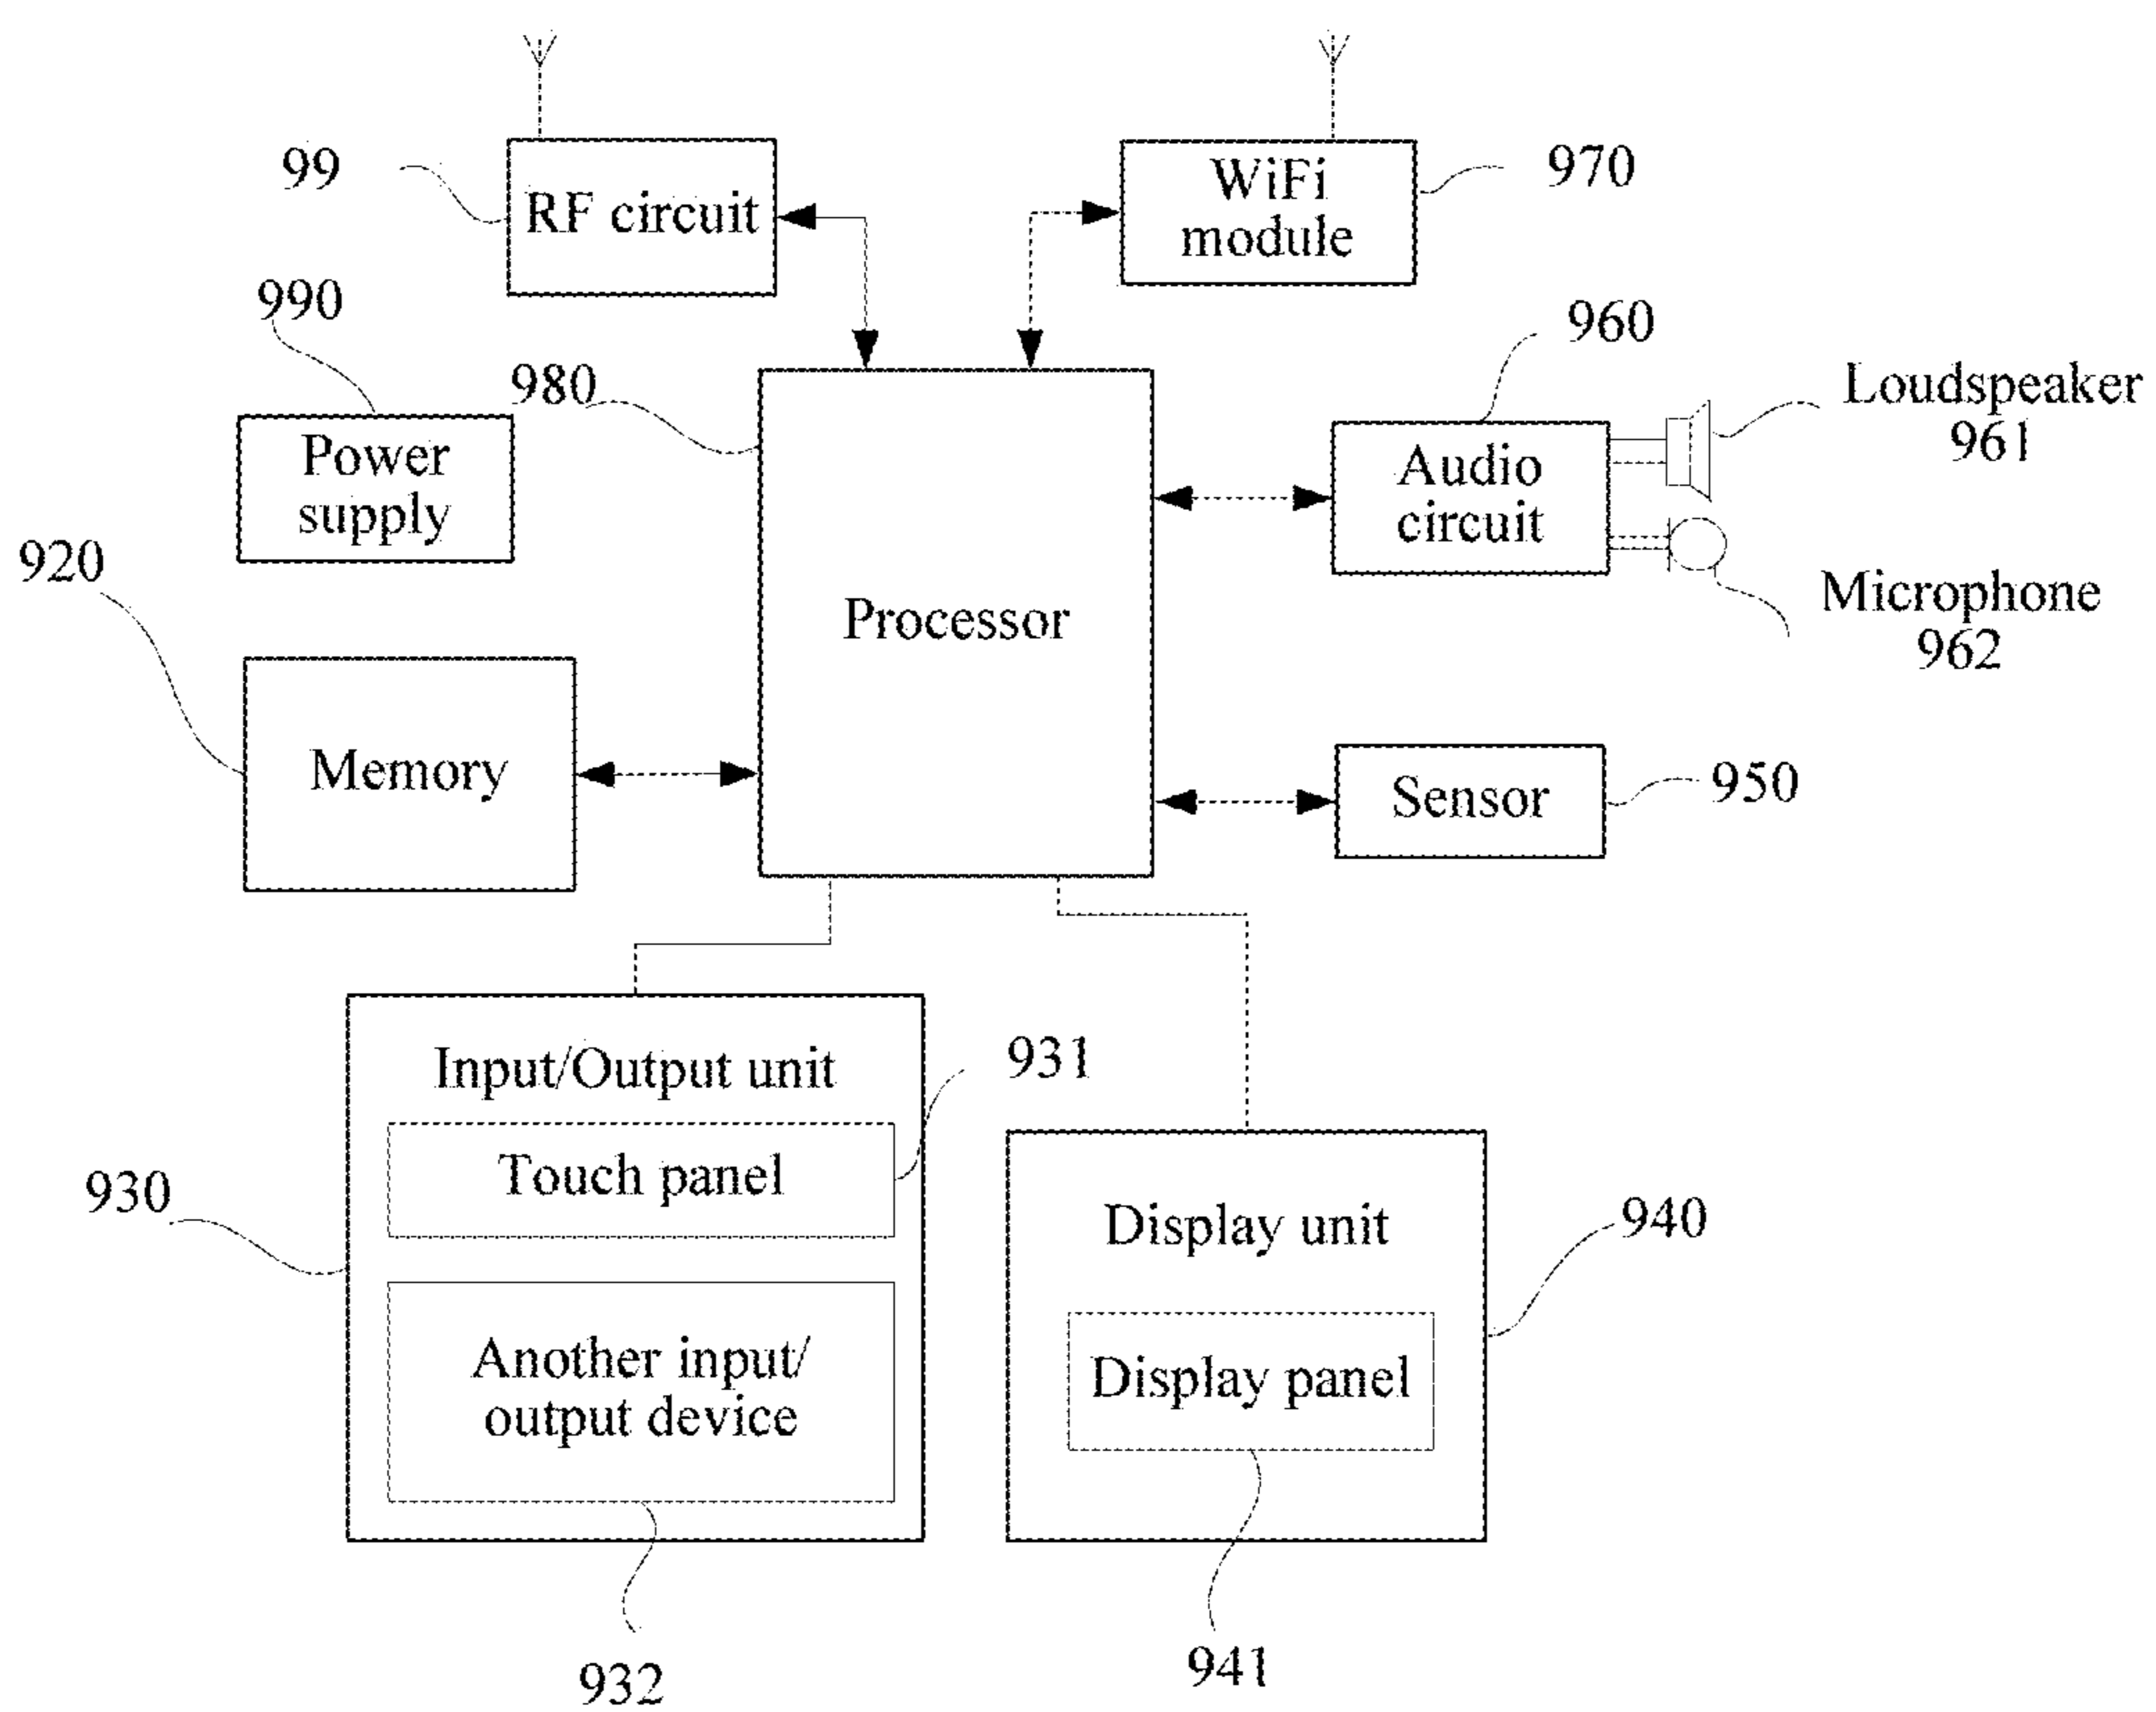 99
RF circuit
WiFi
module
970
990
980
960
Loudspeaker
961
Power
supply
Audio
circuit
920
Processor
Microphone
962
Memory
Sensor
950
Input/Output unit
931
Touch panel
930
Display unit
940
Another input/
output device
Display panel
932
941